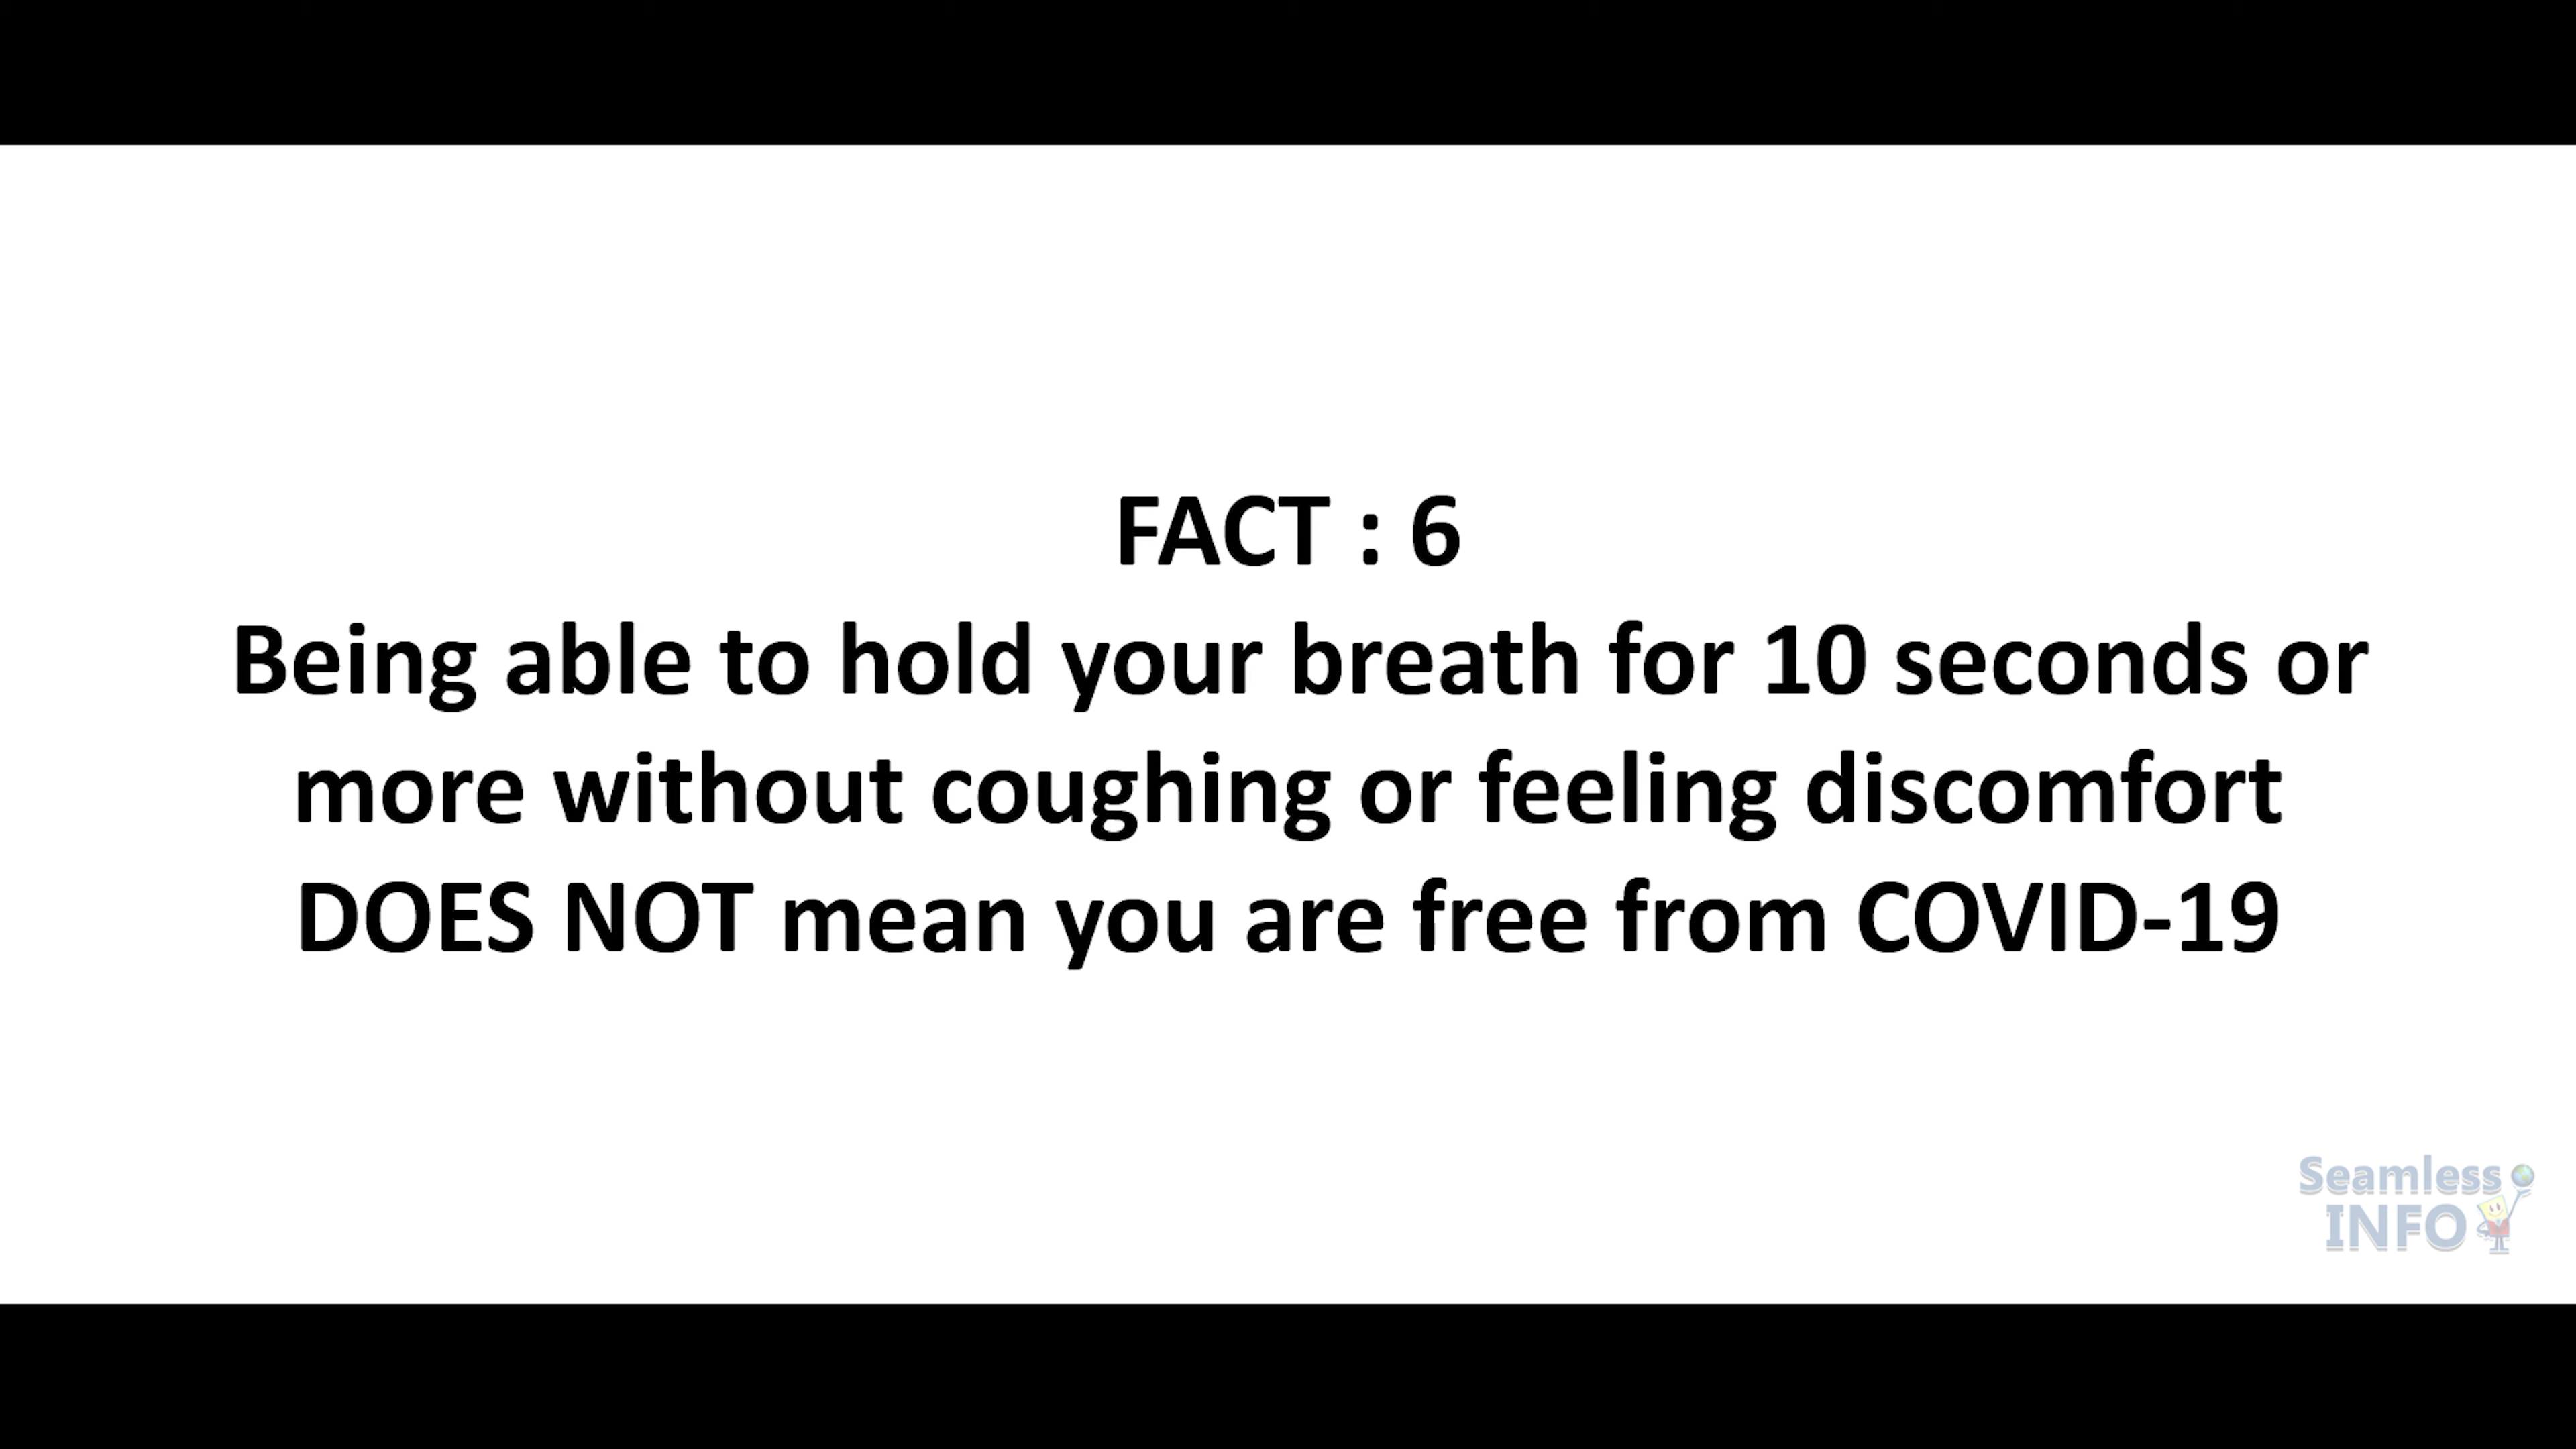 FACT : 6
Being able to hold your breath for 10 seconds or
more without coughing or feeling discomfort
DOES NOT mean you are free from COVID-19
Seamless
INFO